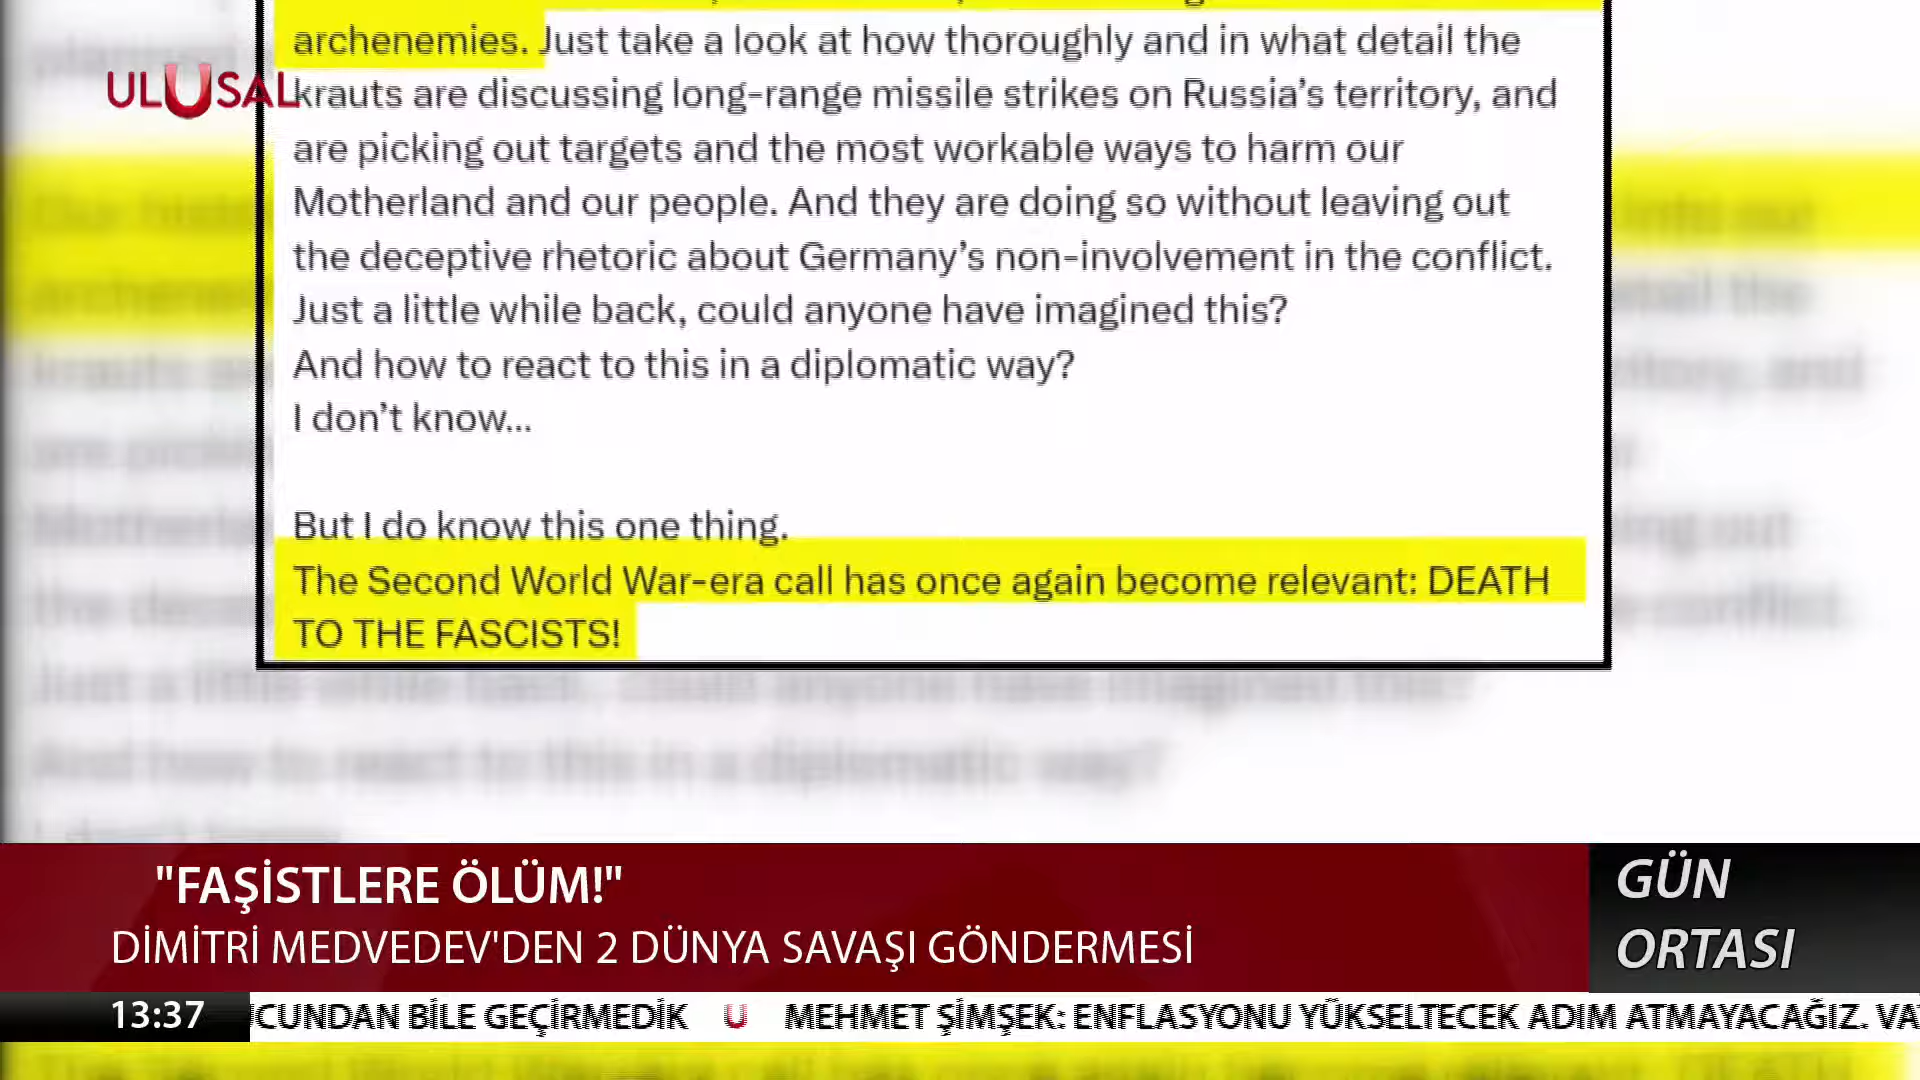 archenemies. Just take a look at how thoroughly and in what detail the
ULUSAL
krauts are discussing long-range missile strikes on Russia's territory, and
are picking out targets and the most workable ways to harm our
Motherland and our people. And they are doing so without leaving out
the deceptive rhetoric about Germany's non-involvement in the conflict.
Just a little while back, could anyone have imagined this?
And how to react to this in a diplomatic way?
I don't know...
But I do know this one thing.
The Second World War-era call has once again become relevant: DEATH
TO THE FASCISTS!
"FAŞİSTLERE ÖLÜM!"
DİMİTRİ MEDVEDEV'DEN 2 DÜNYA SAVAŞI GÖNDERMESİ
GÜN
ORTASI
13:37
UCUNDAN BİLE GEÇİRMEDİK U MEHMET ŞİMŞEK: ENFLASYONU YÜKSELTECEK ADIM ATMAYACAĞIZ. VA